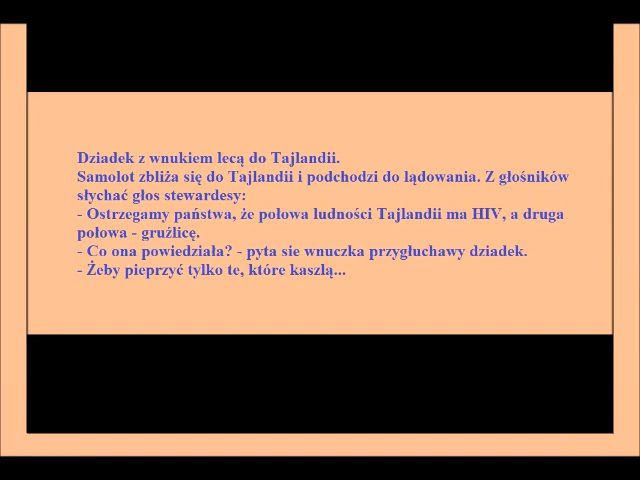 Dziadek z wnukiem lecą do Tajlandii.
Samolot zbliża się do Tajlandii i podchodzi do lądowania. Z głośników
słychać głos stewardesy:
- Ostrzegamy państwa, że połowa ludności Tajlandii ma HIV, a druga
połowa - gruźlicę.
- Co ona powiedziała? - pyta sie wnuczka przygłuchawy dziadek.
- Żeby pieprzyć tylko te, które kaszlą...